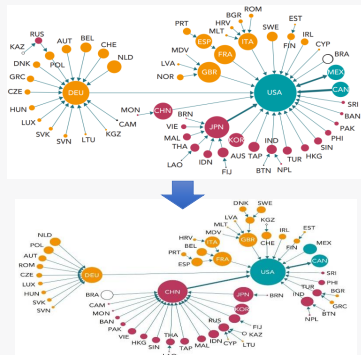 ROM
BGR
HRV
MLT
PRT
ESP
ITA
SWE
EST
FIN
IRL
CYP
BRA
FRA
MDV
LVA
NOR
GBR
USA
MEX
CAN
RUS
KAZ
POL
AUT
BEL
CHE
NLD
DNK
GRC
CZE
DEU
HUN
LUX
SVK
SVN
LTU
KGZ
CAM
MON
CHN
BRN
VIE
JPN
MAL
THA
LAO
IDN
KOR
FIJ
AUS
TAP
IND
BTN
NPL
TUR
HKG
SIN
PHI
PAK
BAN
SRI
NLD
POL
AUT
ROM
CZE
LUX
HUN
SVK
SVN
DEU
DNK
SWE
LVA
KGZ
MLT
HRV
MDV
ITA
GBR
CHE
BEL
PRT
ESP
FRA
IRL
EST
FIN
MEX
CAN
USA
SRI
PHI
TUR
IND
BGR
GRC
BTN
NPL
BRA
CAM
MON
BAN
PAK
VIE
HKG
SIN
THA
LAO
TAP
MAL
IDN
CYP
LTU
KAZ
FIJ
RUS
KOR
JPN
BRN
CHN